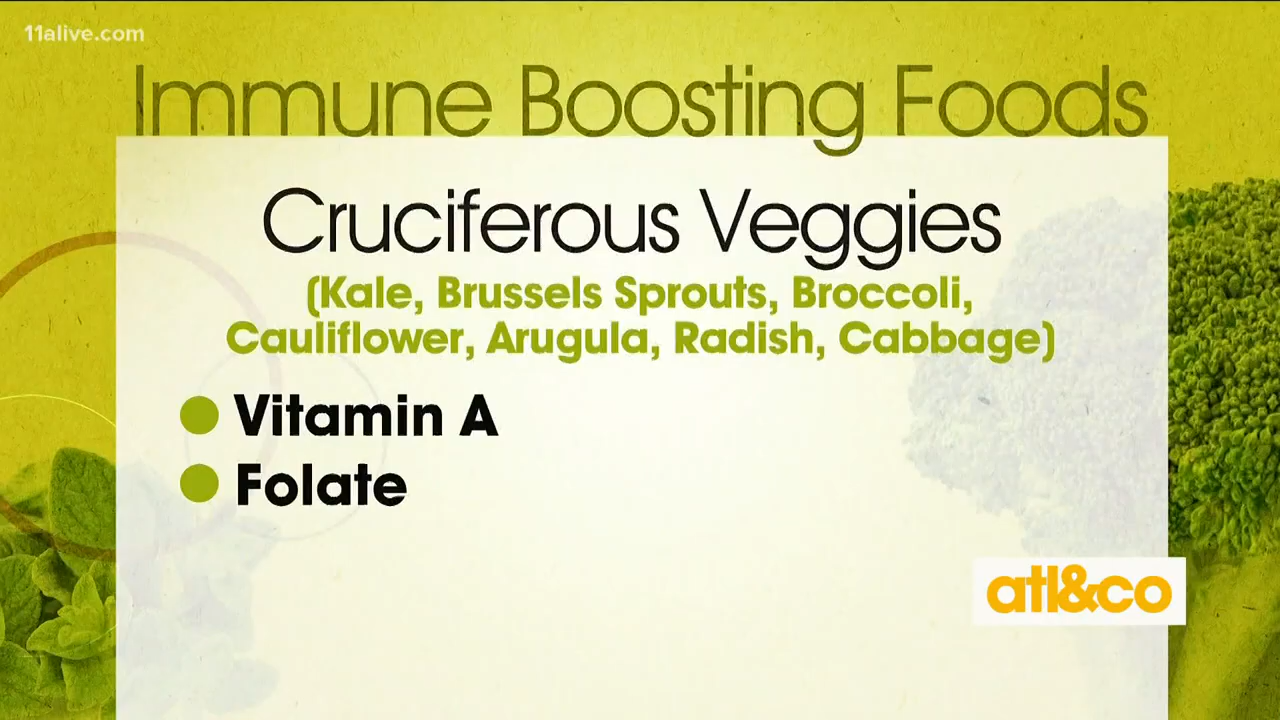 11alive.com
Immune Boosting Foods
Cruciferous Veggies
(Kale, Brussels Sprouts, Broccoli,
Cauliflower, Arugula, Radish, Cabbage)
Vitamin A
Folate
atl&co